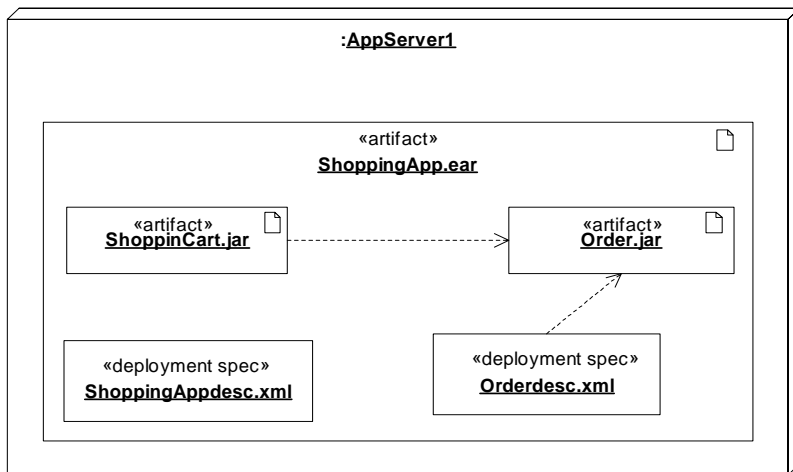 :AppServer1
«artifact»
ShoppingApp.ear
«artifact»
ShoppinCart.jar
«artifact»
Order.jar
«deployment spec»
ShoppingAppdesc.xml
«deployment spec»
Orderdesc.xml